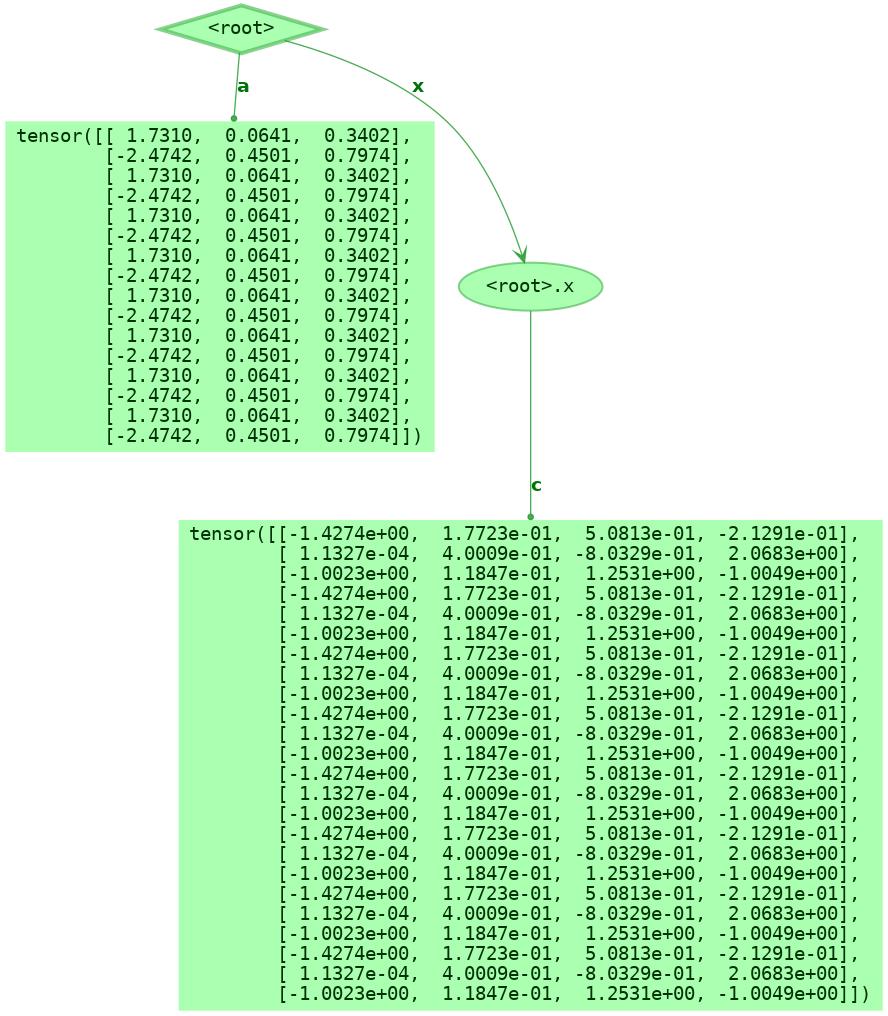 <root>
a
x
tensor([[ 1.7310,  0.0641,  0.3402],
        [-2.4742,  0.4501,  0.7974],
        [ 1.7310,  0.0641,  0.3402],
        [-2.4742,  0.4501,  0.7974],
        [ 1.7310,  0.0641,  0.3402],
        [-2.4742,  0.4501,  0.7974],
        [ 1.7310,  0.0641,  0.3402],
        [-2.4742,  0.4501,  0.7974],
        [ 1.7310,  0.0641,  0.3402],
        [-2.4742,  0.4501,  0.7974],
        [ 1.7310,  0.0641,  0.3402],
        [-2.4742,  0.4501,  0.7974],
        [ 1.7310,  0.0641,  0.3402],
        [-2.4742,  0.4501,  0.7974],
        [ 1.7310,  0.0641,  0.3402],
        [-2.4742,  0.4501,  0.7974]])
<root>.x
c
tensor([[-1.4274e+00,  1.7723e-01,  5.0813e-01, -2.1291e-01],
        [ 1.1327e-04,  4.0009e-01, -8.0329e-01,  2.0683e+00],
        [-1.0023e+00,  1.1847e-01,  1.2531e+00, -1.0049e+00],
        [-1.4274e+00,  1.7723e-01,  5.0813e-01, -2.1291e-01],
        [ 1.1327e-04,  4.0009e-01, -8.0329e-01,  2.0683e+00],
        [-1.0023e+00,  1.1847e-01,  1.2531e+00, -1.0049e+00],
        [-1.4274e+00,  1.7723e-01,  5.0813e-01, -2.1291e-01],
        [ 1.1327e-04,  4.0009e-01, -8.0329e-01,  2.0683e+00],
        [-1.0023e+00,  1.1847e-01,  1.2531e+00, -1.0049e+00],
        [-1.4274e+00,  1.7723e-01,  5.0813e-01, -2.1291e-01],
        [ 1.1327e-04,  4.0009e-01, -8.0329e-01,  2.0683e+00],
        [-1.0023e+00,  1.1847e-01,  1.2531e+00, -1.0049e+00],
        [-1.4274e+00,  1.7723e-01,  5.0813e-01, -2.1291e-01],
        [ 1.1327e-04,  4.0009e-01, -8.0329e-01,  2.0683e+00],
        [-1.0023e+00,  1.1847e-01,  1.2531e+00, -1.0049e+00],
        [-1.4274e+00,  1.7723e-01,  5.0813e-01, -2.1291e-01],
        [ 1.1327e-04,  4.0009e-01, -8.0329e-01,  2.0683e+00],
        [-1.0023e+00,  1.1847e-01,  1.2531e+00, -1.0049e+00],
        [-1.4274e+00,  1.7723e-01,  5.0813e-01, -2.1291e-01],
        [ 1.1327e-04,  4.0009e-01, -8.0329e-01,  2.0683e+00],
        [-1.0023e+00,  1.1847e-01,  1.2531e+00, -1.0049e+00],
        [-1.4274e+00,  1.7723e-01,  5.0813e-01, -2.1291e-01],
        [ 1.1327e-04,  4.0009e-01, -8.0329e-01,  2.0683e+00],
        [-1.0023e+00,  1.1847e-01,  1.2531e+00, -1.0049e+00]])